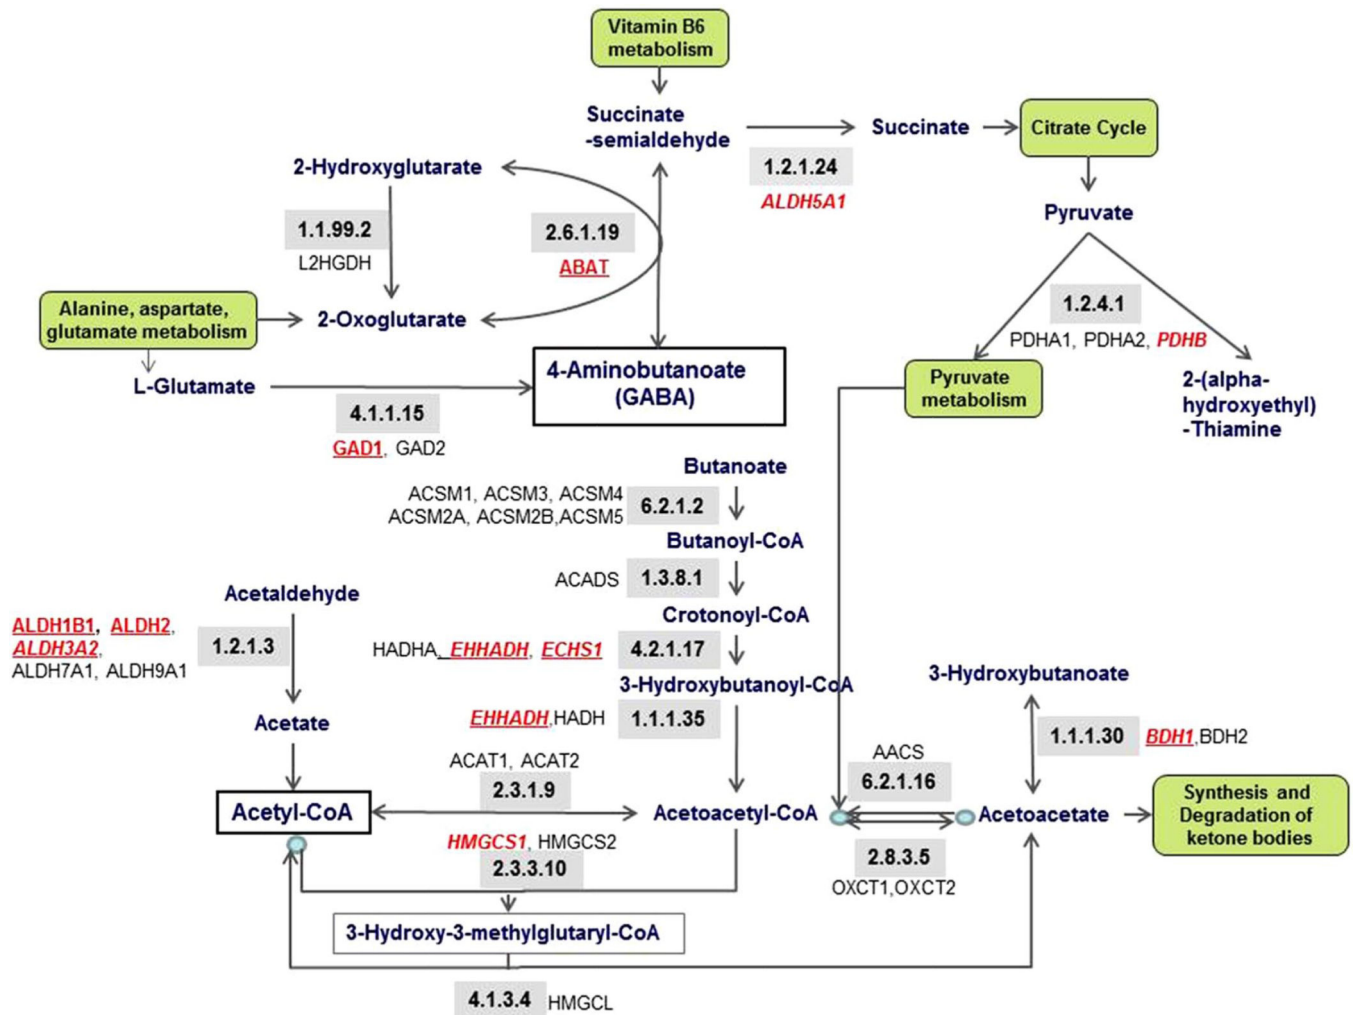 Vitamin B6
metabolism
Succinate
-semialdehyde
Succinate
Citrate Cycle
1.2.1.24
ALDH5A1
2-Hydroxyglutarate
Pyruvate
1.1.99.2
L2HGDH
2.6.1.19
ABAT
1.2.4.1
PDHA1, PDHA2, PDHB
Alanine, aspartate,
glutamate metabolism
2-Oxoglutarate
L-Glutamate
4-Aminobutanoate
(GABA)
Pyruvate
metabolism
2-(alpha-
hydroxyethyl)
-Thiamine
4.1.1.15
GAD1, GAD2
Butanoate
ACSM1, ACSM3, ACSM4
ACSM2A, ACSM2B,ACSM5
6.2.1.2
Butanoyl-CoA
ACADS
1.3.8.1
Acetaldehyde
Crotonoyl-CoA
ALDH1B1, ALDH2,
ALDH3A2,
ALDH7A1, ALDH9A1
1.2.1.3
HADHA, EHHADH, ECHS1
4.2.1.17
3-Hydroxybutanoyl-CoA
3-Hydroxybutanoate
EHHADH,HADH
1.1.1.35
Acetate
1.1.1.30
BDH1,BDH2
ACAT1, ACAT2
2.3.1.9
AACS
6.2.1.16
Acetyl-CoA
Acetoacetyl-CoA
Acetoacetate
Synthesis and
Degradation of
ketone bodies
HMGCS1, HMGCS2
2.3.3.10
2.8.3.5
OXCT1,OXCT2
3-Hydroxy-3-methylglutaryl-CoA
4.1.3.4
HMGCL